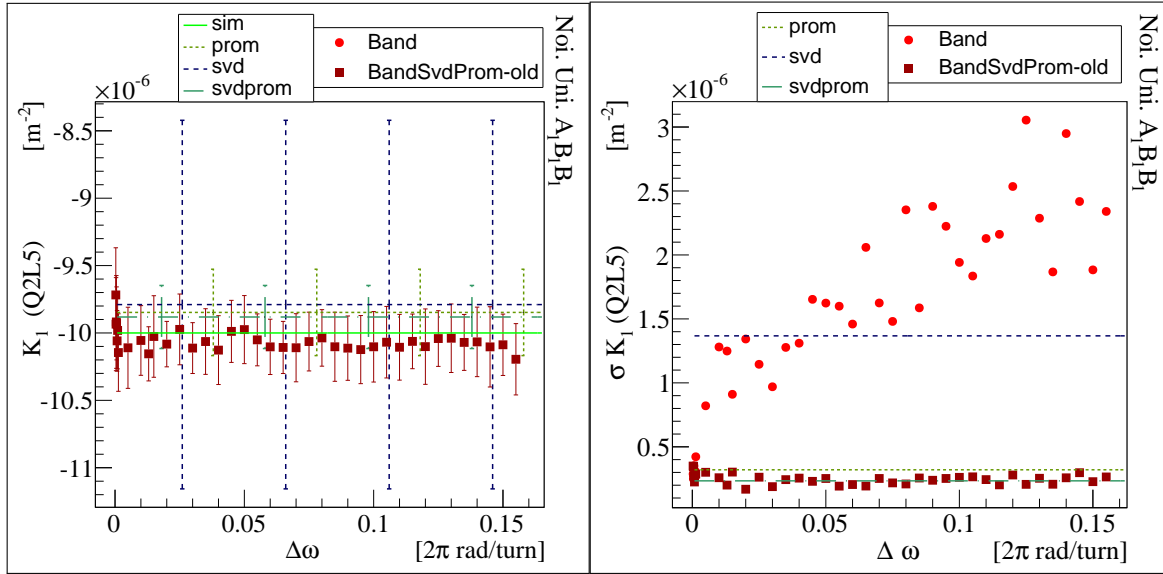 sim
prom
svd
svdprom
Band
BandSvdProm-old
Noi. Uni. A₁B₁B₁
×10⁻⁶
[m⁻²]
K₁ (Q2L5)
-8.5
-9
-9.5
-10
-10.5
-11
0
0.05
0.1
0.15
Δω
[2π rad/turn]
prom
svd
svdprom
Band
BandSvdProm-old
Noi. Uni. A₁B₁B₁
×10⁻⁶
[m⁻²]
σ K₁ (Q2L5)
3
2.5
2
1.5
1
0.5
0
0.05
0.1
0.15
Δ ω
[2π rad/turn]